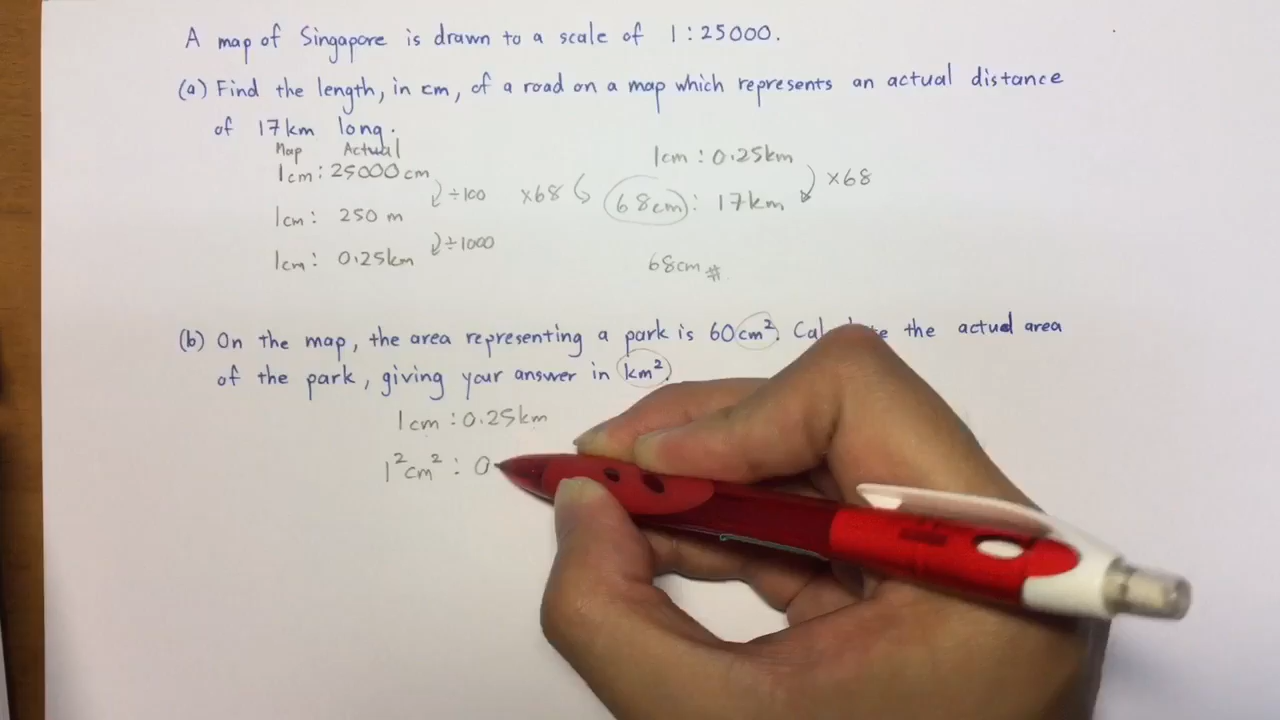 A map of Singapore is drawn to a scale of 1 : 25000.
(a) Find the length, in cm, of a road on a map which represents an actual distance
of 17km long.
Map Actual
1cm : 25000 cm
÷100
1cm : 250 m
÷1000
1cm : 0.25km
1cm : 0.25km
×68 68cm : 17km ×68
68cm #
(b) On the map, the area representing a park is 60cm². the actual area
of the park, giving your answer in km².
1cm : 0.25km
1²cm² : 0